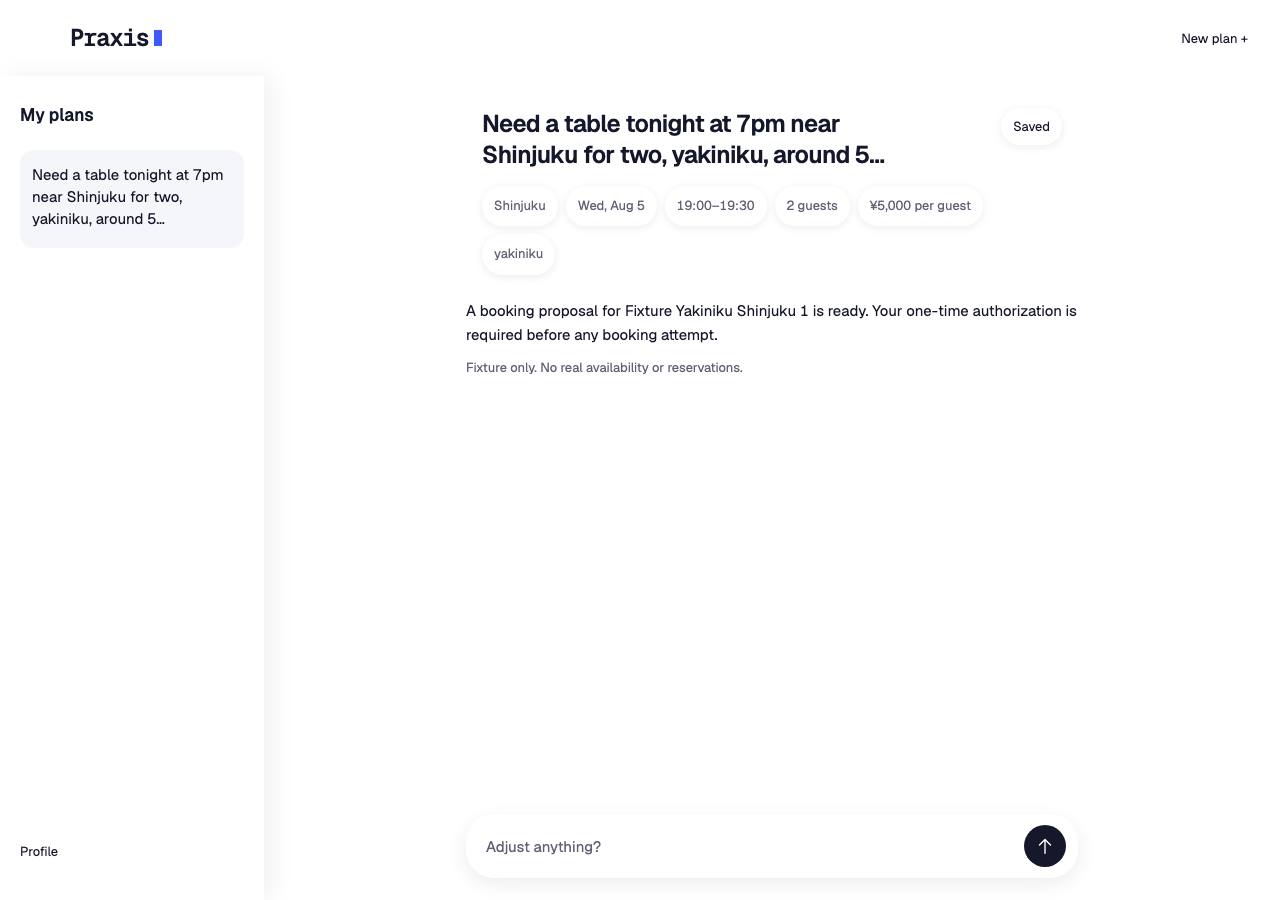 Praxis
New plan +
My plans
Need a table tonight at 7pm
near Shinjuku for two,
yakiniku, around 5...
Profile
Need a table tonight at 7pm near
Shinjuku for two, yakiniku, around 5...
Saved
Shinjuku
Wed, Aug 5
19:00–19:30
2 guests
¥5,000 per guest
yakiniku
A booking proposal for Fixture Yakiniku Shinjuku 1 is ready. Your one-time authorization is
required before any booking attempt.
Fixture only. No real availability or reservations.
Adjust anything?